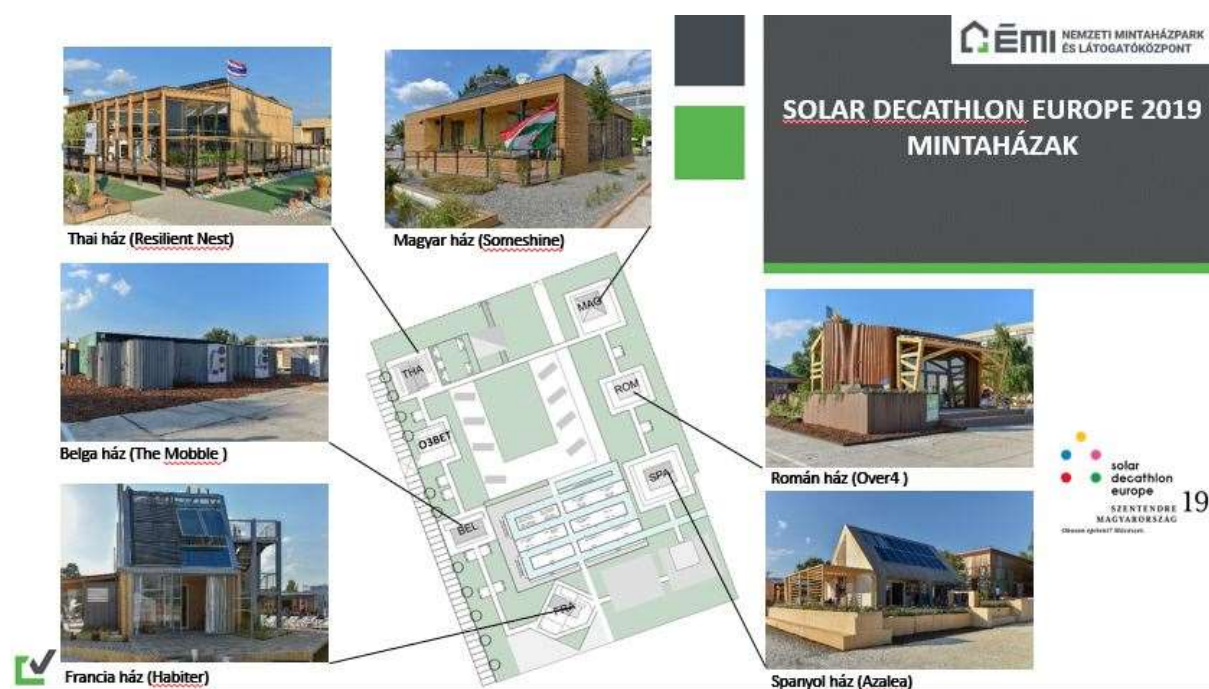 ÉMI NEMZETI MINTAHÁZPARK
ÉS LÁTOGATÓKÖZPONT
SOLAR DECATHLON EUROPE 2019
MINTAHÁZAK
Thai ház (Resilient Nest)
Magyar ház (Someshine)
Belga ház (The Mobble )
Francia ház (Habiter)
MAG
THA
ROM
ОЗВЕТ
SPA
BEL
FRA
Román ház (Over4 )
Spanyol ház (Azalea)
solar
decathlon
europe
SZENTENDRE
MAGYARORSZÁG
19